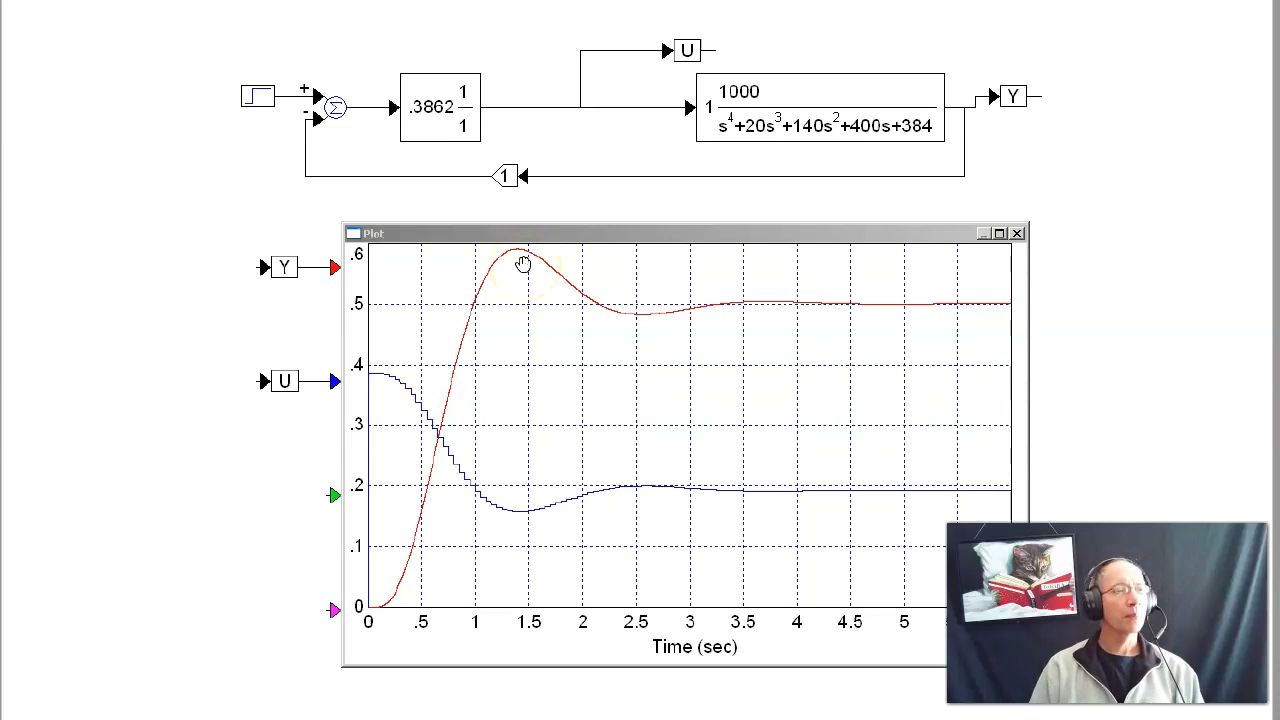 U
+
-
Σ
.3862 1
1
1 1000
s⁴+20s³+140s²+400s+384
Y
1
Plot
Y
U
.6
.5
.4
.3
.2
.1
0
0 .5 1 1.5 2 2.5 3 3.5 4 4.5 5
Time (sec)